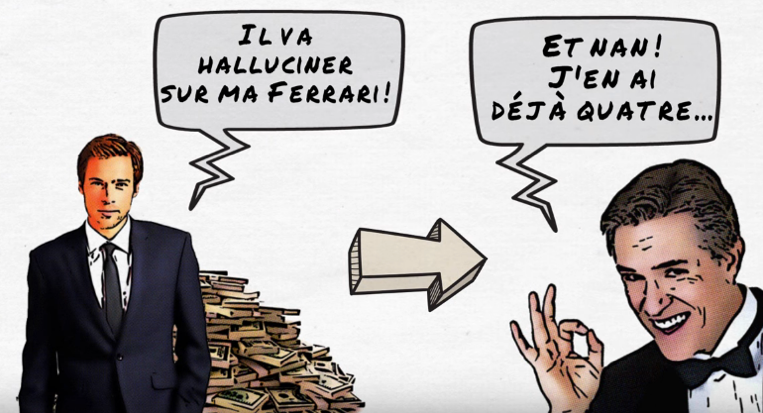 Il va
halluciner
sur ma Ferrari!
Et nan!
J'en ai
déjà quatre...